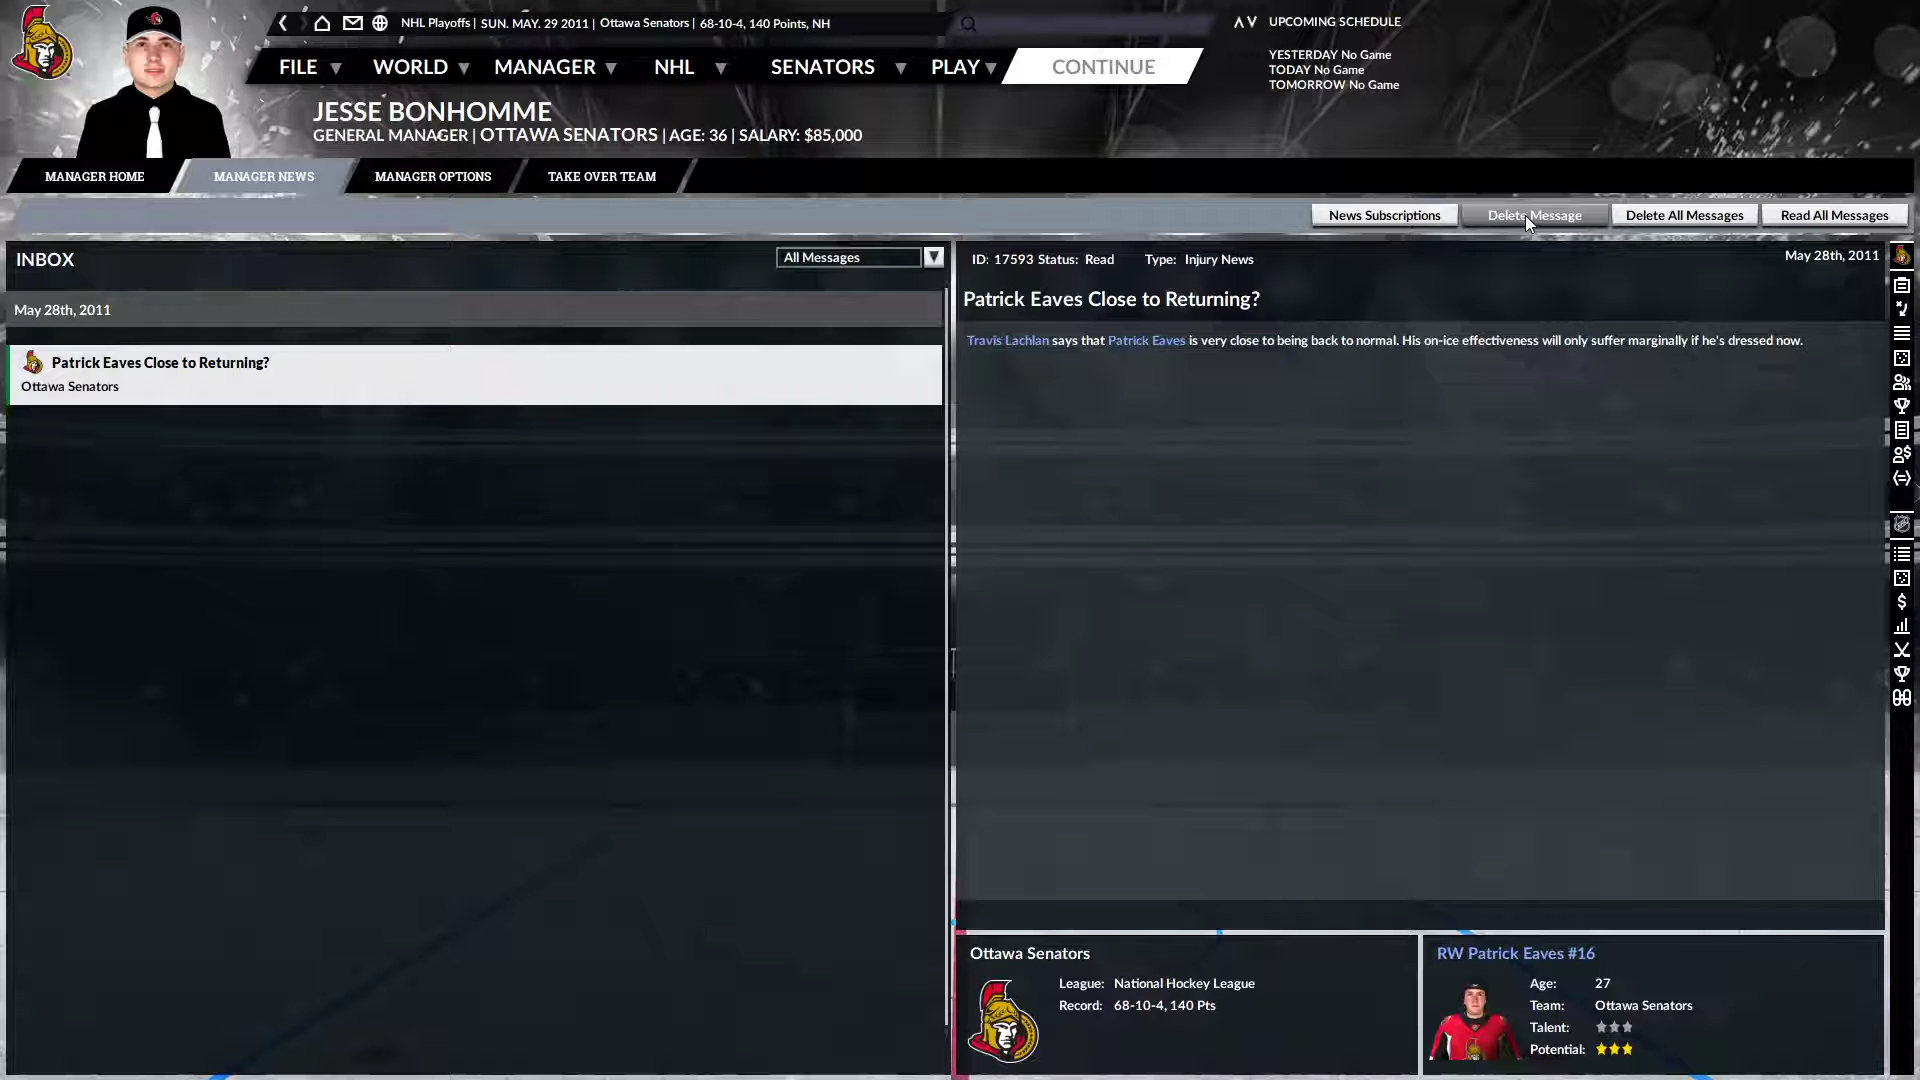 NHL Playoffs | SUN. MAY. 29 2011 | Ottawa Senators | 68-10-4, 140 Points, NH
FILE WORLD MANAGER NHL SENATORS PLAY CONTINUE
UPCOMING SCHEDULE
YESTERDAY No Game
TODAY No Game
TOMORROW No Game
JESSE BONHOMME
GENERAL MANAGER | OTTAWA SENATORS | AGE: 36 | SALARY: $85,000
MANAGER HOME MANAGER NEWS MANAGER OPTIONS TAKE OVER TEAM
News Subscriptions Delete Message Delete All Messages Read All Messages
INBOX All Messages
May 28th, 2011
Patrick Eaves Close to Returning?
Ottawa Senators
ID: 17593 Status: Read Type: Injury News May 28th, 2011
Patrick Eaves Close to Returning?
Travis Lachlan says that Patrick Eaves is very close to being back to normal. His on-ice effectiveness will only suffer marginally if he's dressed now.
Ottawa Senators
League: National Hockey League
Record: 68-10-4, 140 Pts
RW Patrick Eaves #16
Age: 27
Team: Ottawa Senators
Talent:
Potential: